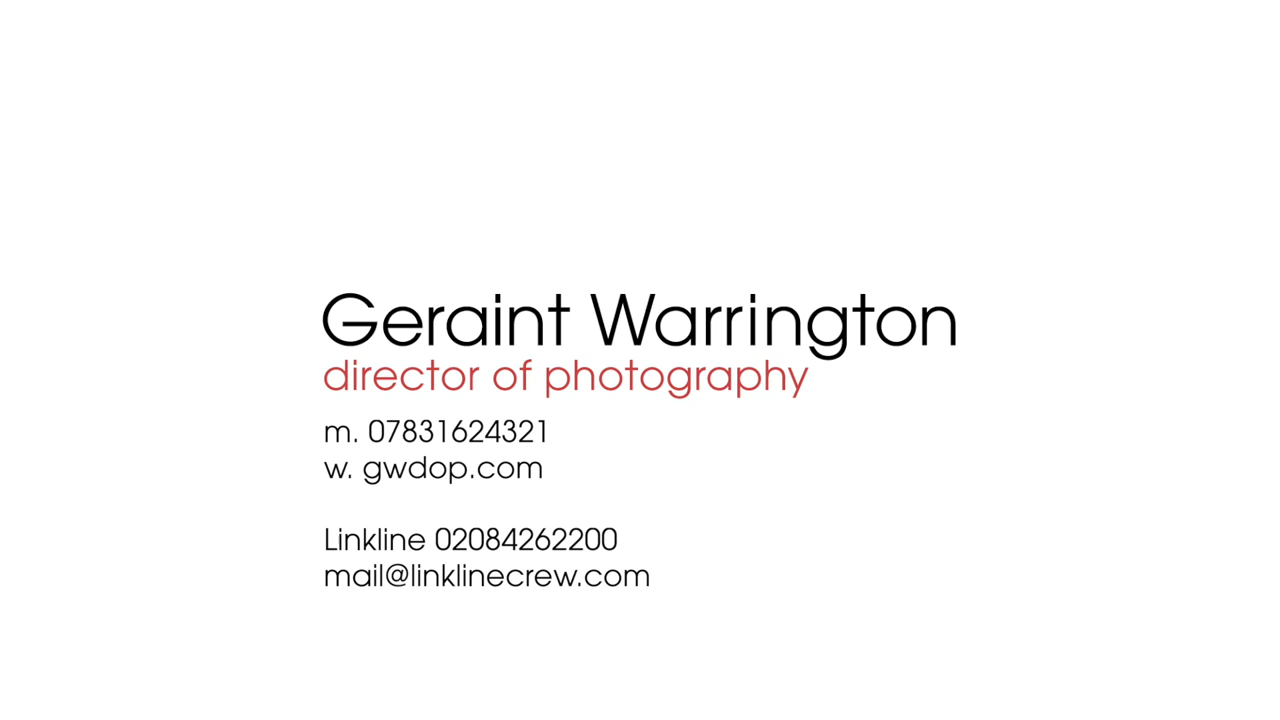 Geraint Warrington
director of photography
m. 07831624321
w. gwdop.com
Linkline 02084262200
mail@linklinecrew.com